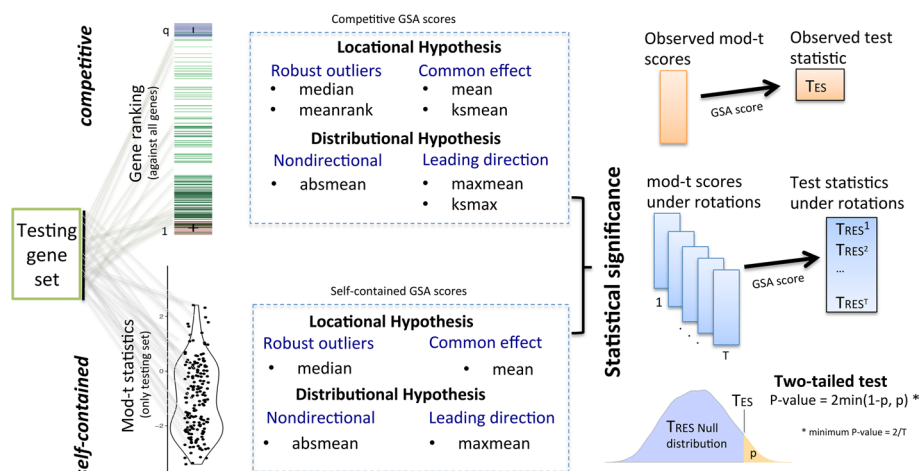 competitive
q
-
Gene ranking
(against all genes)
+
1
Testing
gene
set
self-contained
Mod-t statistics
(only testing set)
2
0
-2
Competitive GSA scores
Locational Hypothesis
Robust outliers
• median
• meanrank
Common effect
• mean
• ksmean
Distributional Hypothesis
Nondirectional
• absmean
Leading direction
• maxmean
• ksmax
Self-contained GSA scores
Locational Hypothesis
Robust outliers
• median
Common effect
• mean
Distributional Hypothesis
Nondirectional
• absmean
Leading direction
• maxmean
Statistical significance
Observed mod-t
scores
GSA score
Observed test
statistic
TES
mod-t scores
under rotations
1
. . .
T
GSA score
Test statistics
under rotations
TRES1
TRES2
...
TREST
TRES Null
distribution
TES
p
Two-tailed test
P-value = 2min(1-p, p) *
* minimum P-value = 2/T